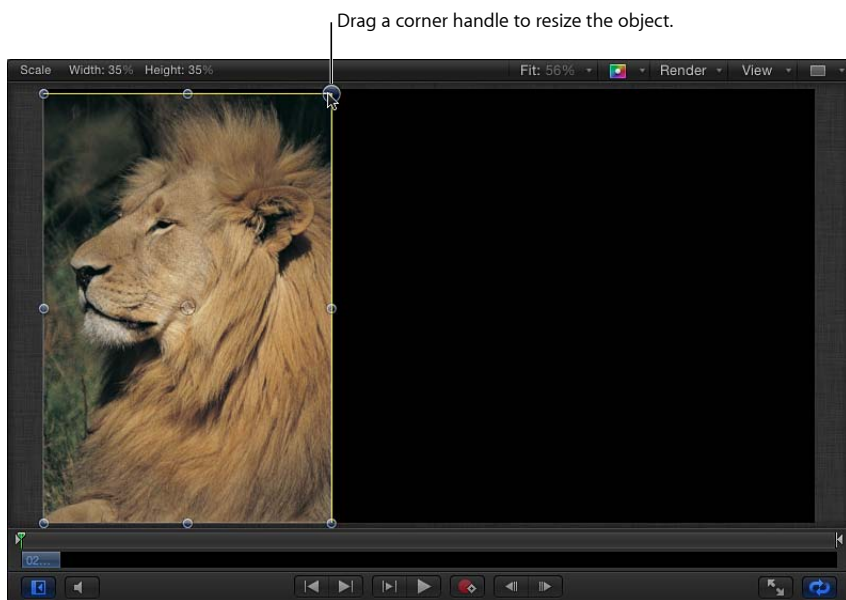 Drag a corner handle to resize the object.
Scale Width: 35% Height: 35% Fit: 56% Render View
02...